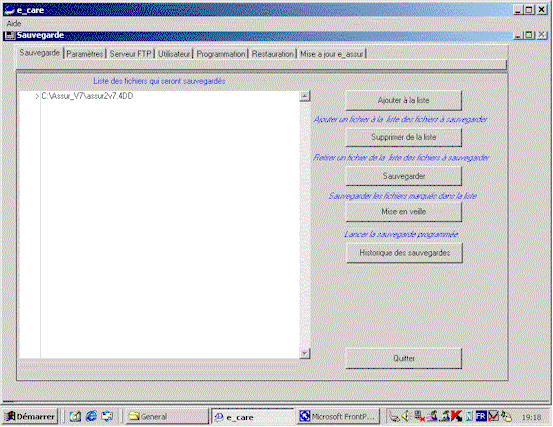 e_care
Aide
Sauvegarde
Sauvegarde Paramètres Serveur FTP Utilisateur Programmation Restauration Mise a jour e_assur
Liste des fichiers qui seront sauvegardés
> C:\Assur_V7\assur2v7.4DD
Ajouter à la liste
Ajouter un fichier à la liste des fichiers à sauvegarder
Supprimer de la liste
Retirer un fichier de la liste des fichiers à sauvegarder
Sauvegarder
Sauvegarder les fichiers marqués dans la liste
Mise en veille
Lancer la sauvegarde programmée
Historique des sauvegardes
Quitter
Démarrer General e_care Microsoft FrontP... FR 19:18